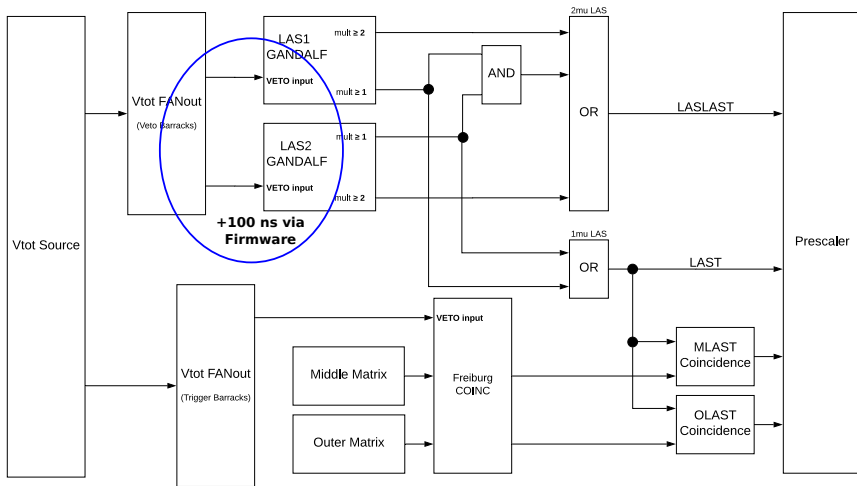 2mu LAS
LAS1
GANDALF
mult ≥ 2
VETO input
mult ≥ 1
AND
OR
LASLAST
Vtot FANout
(Veto Barracks)
LAS2
GANDALF
mult ≥ 1
VETO input
mult ≥ 2
+100 ns via
Firmware
1mu LAS
OR
LAST
Vtot Source
Prescaler
VETO input
Vtot FANout
(Trigger Barracks)
Middle Matrix
Freiburg
COINC
MLAST
Coincidence
Outer Matrix
OLAST
Coincidence